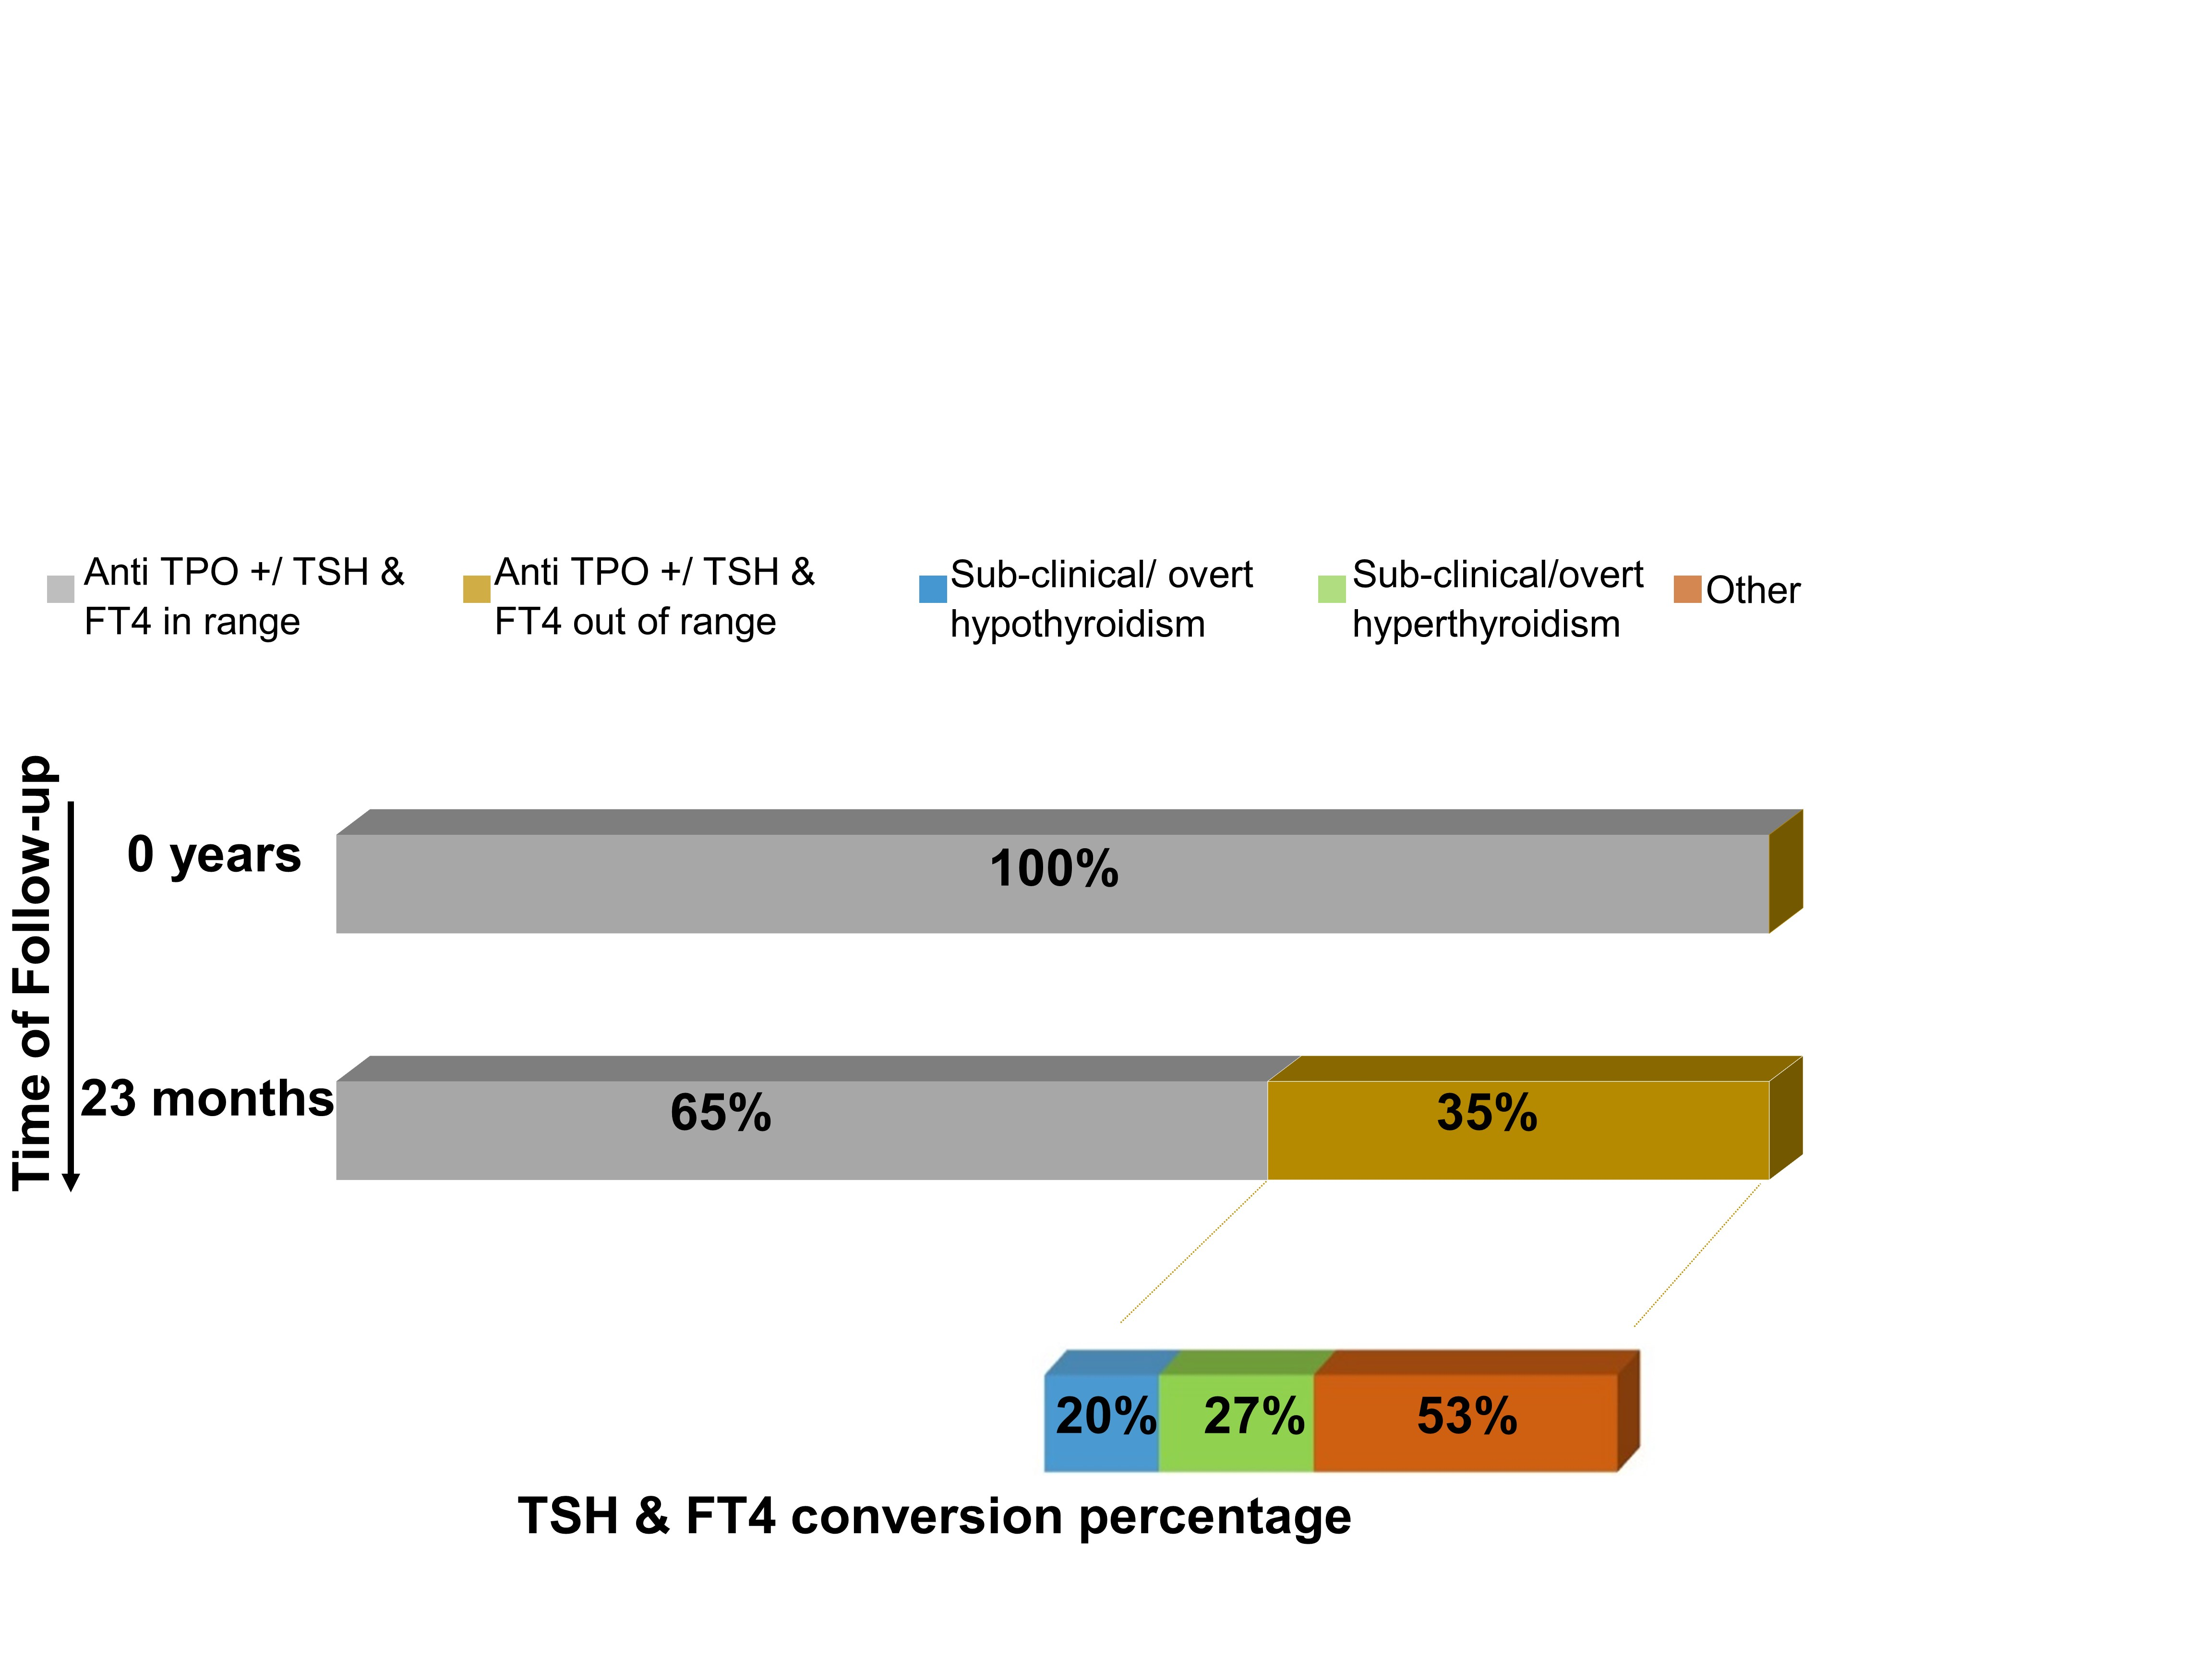 Anti TPO +/ TSH &
FT4 in range
Anti TPO +/ TSH &
FT4 out of range
Sub-clinical/ overt
hypothyroidism
Sub-clinical/overt
hyperthyroidism
Other
Time of Follow-up
0 years
100%
23 months
65%
35%
20%
27%
53%
TSH & FT4 conversion percentage